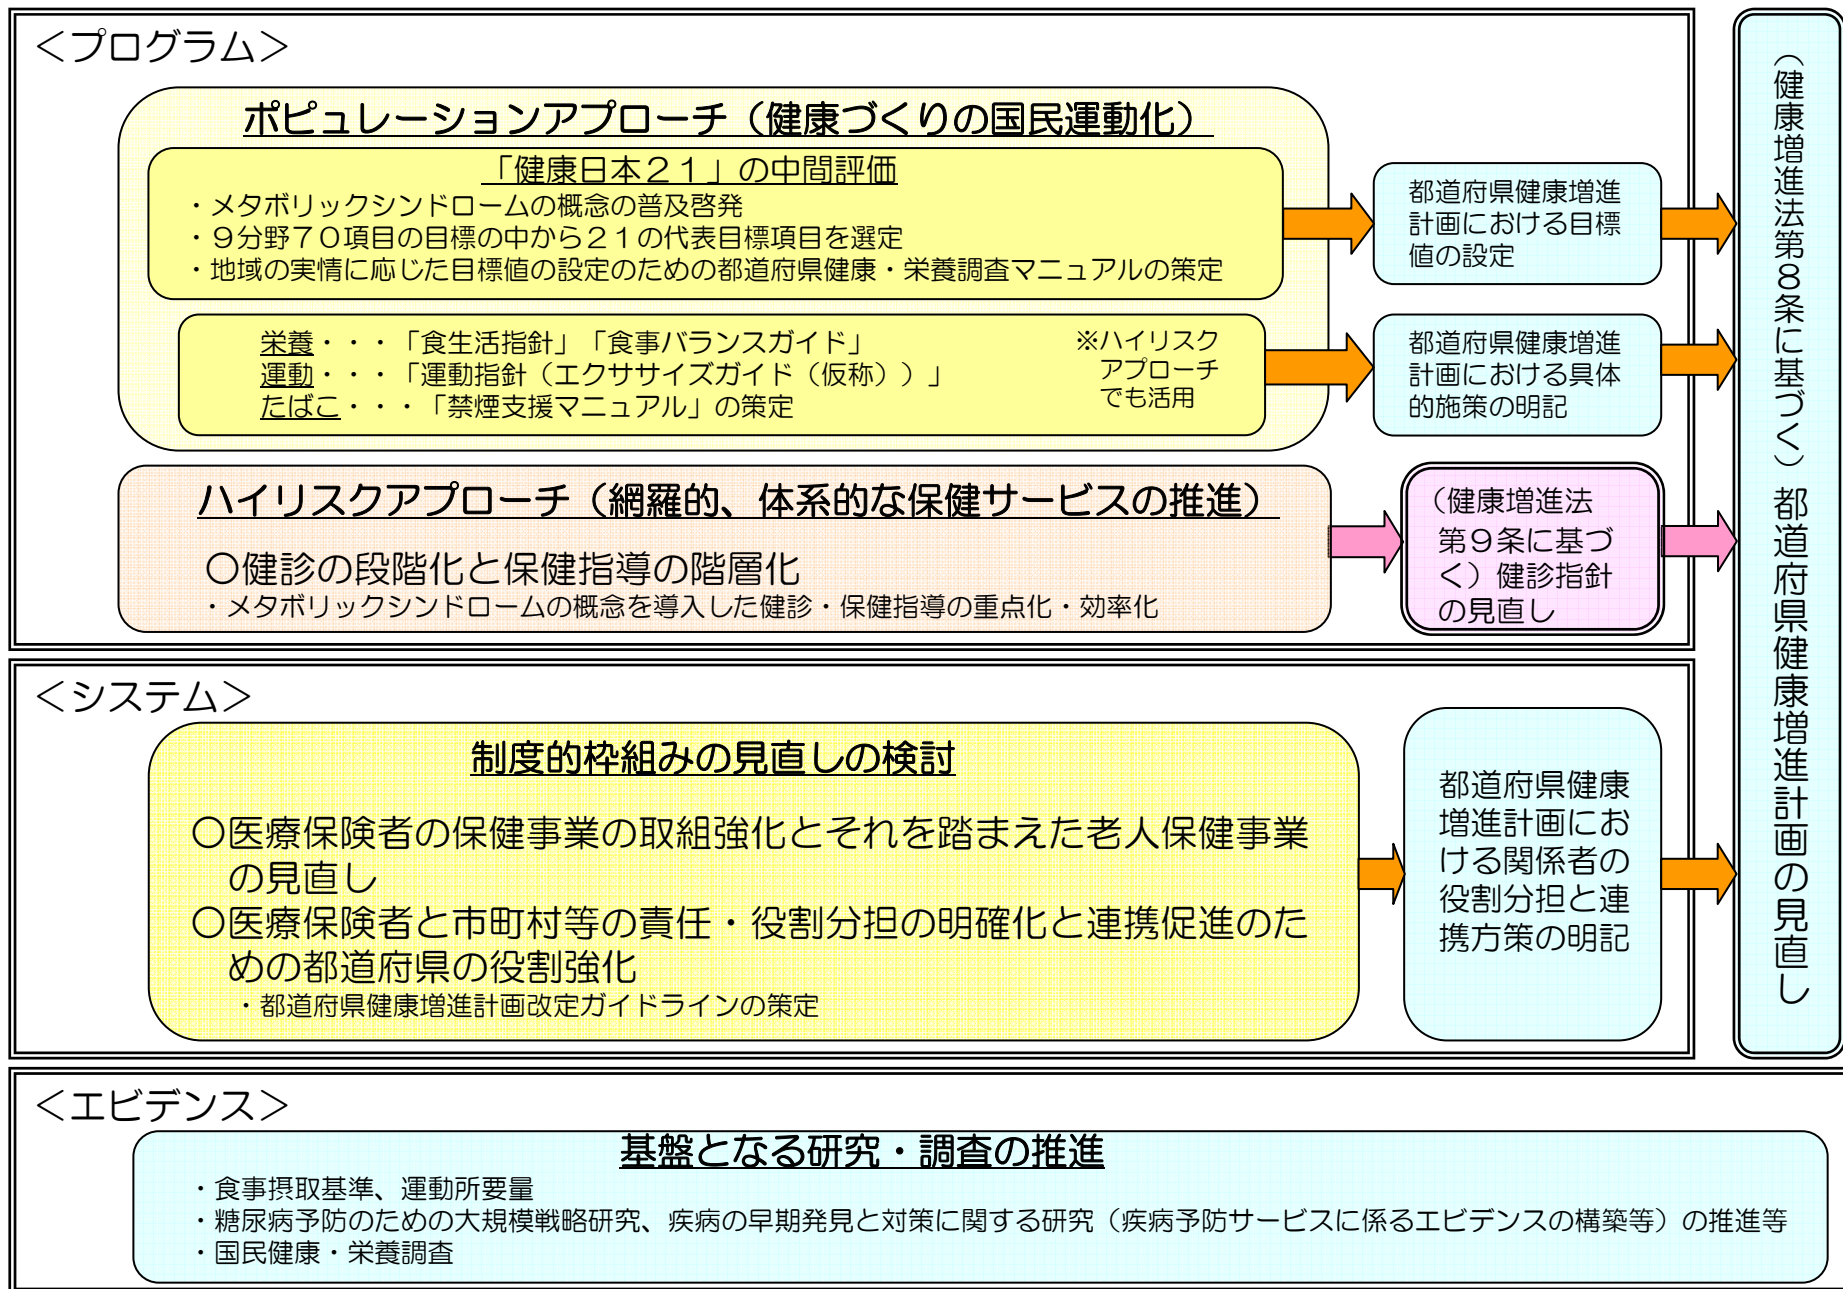 ＜プログラム＞
ポピュレーションアプローチ（健康づくりの国民運動化）
「健康日本２１」の中間評価
・メタボリックシンドロームの概念の普及啓発
・９分野７０項目の目標の中から２１の代表目標項目を選定
・地域の実情に応じた目標値の設定のための都道府県健康・栄養調査マニュアルの策定
都道府県健康増進
計画における目標
値の設定
栄養・・・「食生活指針」「食事バランスガイド」
運動・・・「運動指針（エクササイズガイド（仮称））」
たばこ・・・「禁煙支援マニュアル」の策定
※ハイリスク
アプローチ
でも活用
都道府県健康増進
計画における具体
的施策の明記
ハイリスクアプローチ（網羅的、体系的な保健サービスの推進）
〇健診の段階化と保健指導の階層化
・メタボリックシンドロームの概念を導入した健診・保健指導の重点化・効率化
（健康増進法
第９条に基づ
く）健診指針
の見直し
＜システム＞
制度的枠組みの見直しの検討
〇医療保険者の保健事業の取組強化とそれを踏まえた老人保健事業
の見直し
〇医療保険者と市町村等の責任・役割分担の明確化と連携促進のた
めの都道府県の役割強化
・都道府県健康増進計画改定ガイドラインの策定
都道府県健康
増進計画にお
ける関係者の
役割分担と連
携方策の明記
（健康増進法第８条に基づく）都道府県健康増進計画の見直し
＜エビデンス＞
基盤となる研究・調査の推進
・食事摂取基準、運動所要量
・糖尿病予防のための大規模戦略研究、疾病の早期発見と対策に関する研究（疾病予防サービスに係るエビデンスの構築等）の推進等
・国民健康・栄養調査